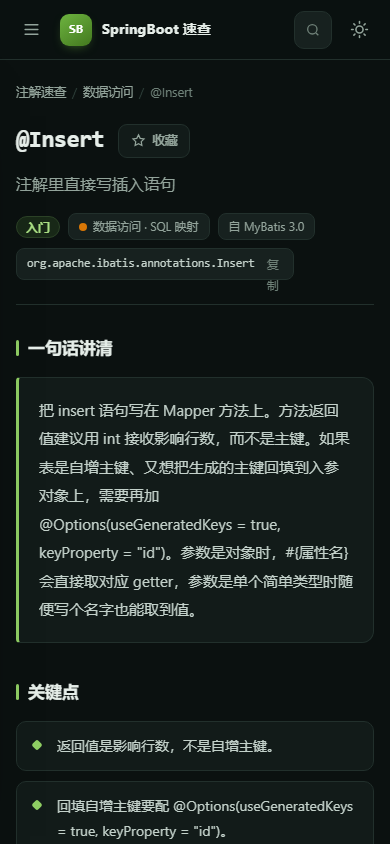 SB SpringBoot 速查
注解速查 / 数据访问 / @Insert
@Insert 收藏
注解里直接写插入语句
入门 数据访问 · SQL 映射 自 MyBatis 3.0
org.apache.ibatis.annotations.Insert 复
制
一句话讲清
把 insert 语句写在 Mapper 方法上。方法返回
值建议用 int 接收影响行数，而不是主键。如果
表是自增主键、又想把生成的主键回填到入参
对象上，需要再加
@Options(useGeneratedKeys = true,
keyProperty = "id")。参数是对象时，#{属性名}
会直接取对应 getter，参数是单个简单类型时随
便写个名字也能取到值。
关键点
返回值是影响行数，不是自增主键。
回填自增主键要配 @Options(useGeneratedKeys
= true, keyProperty = "id")。